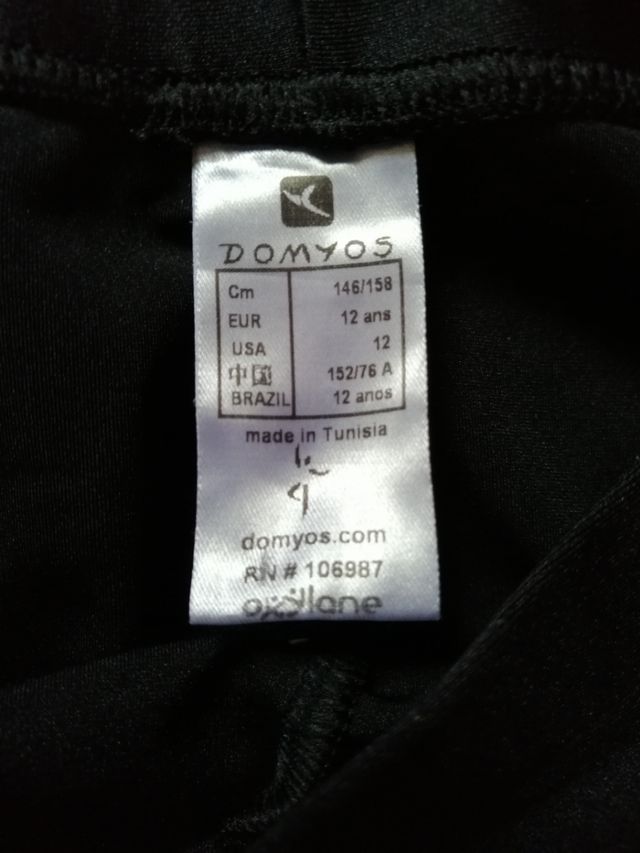 DOMYOS
Cm 146/158
EUR 12 ans
USA 12
中国 152/76 A
BRAZIL 12 anos
made in Tunisia
domyos.com
RN # 106987
oxylane